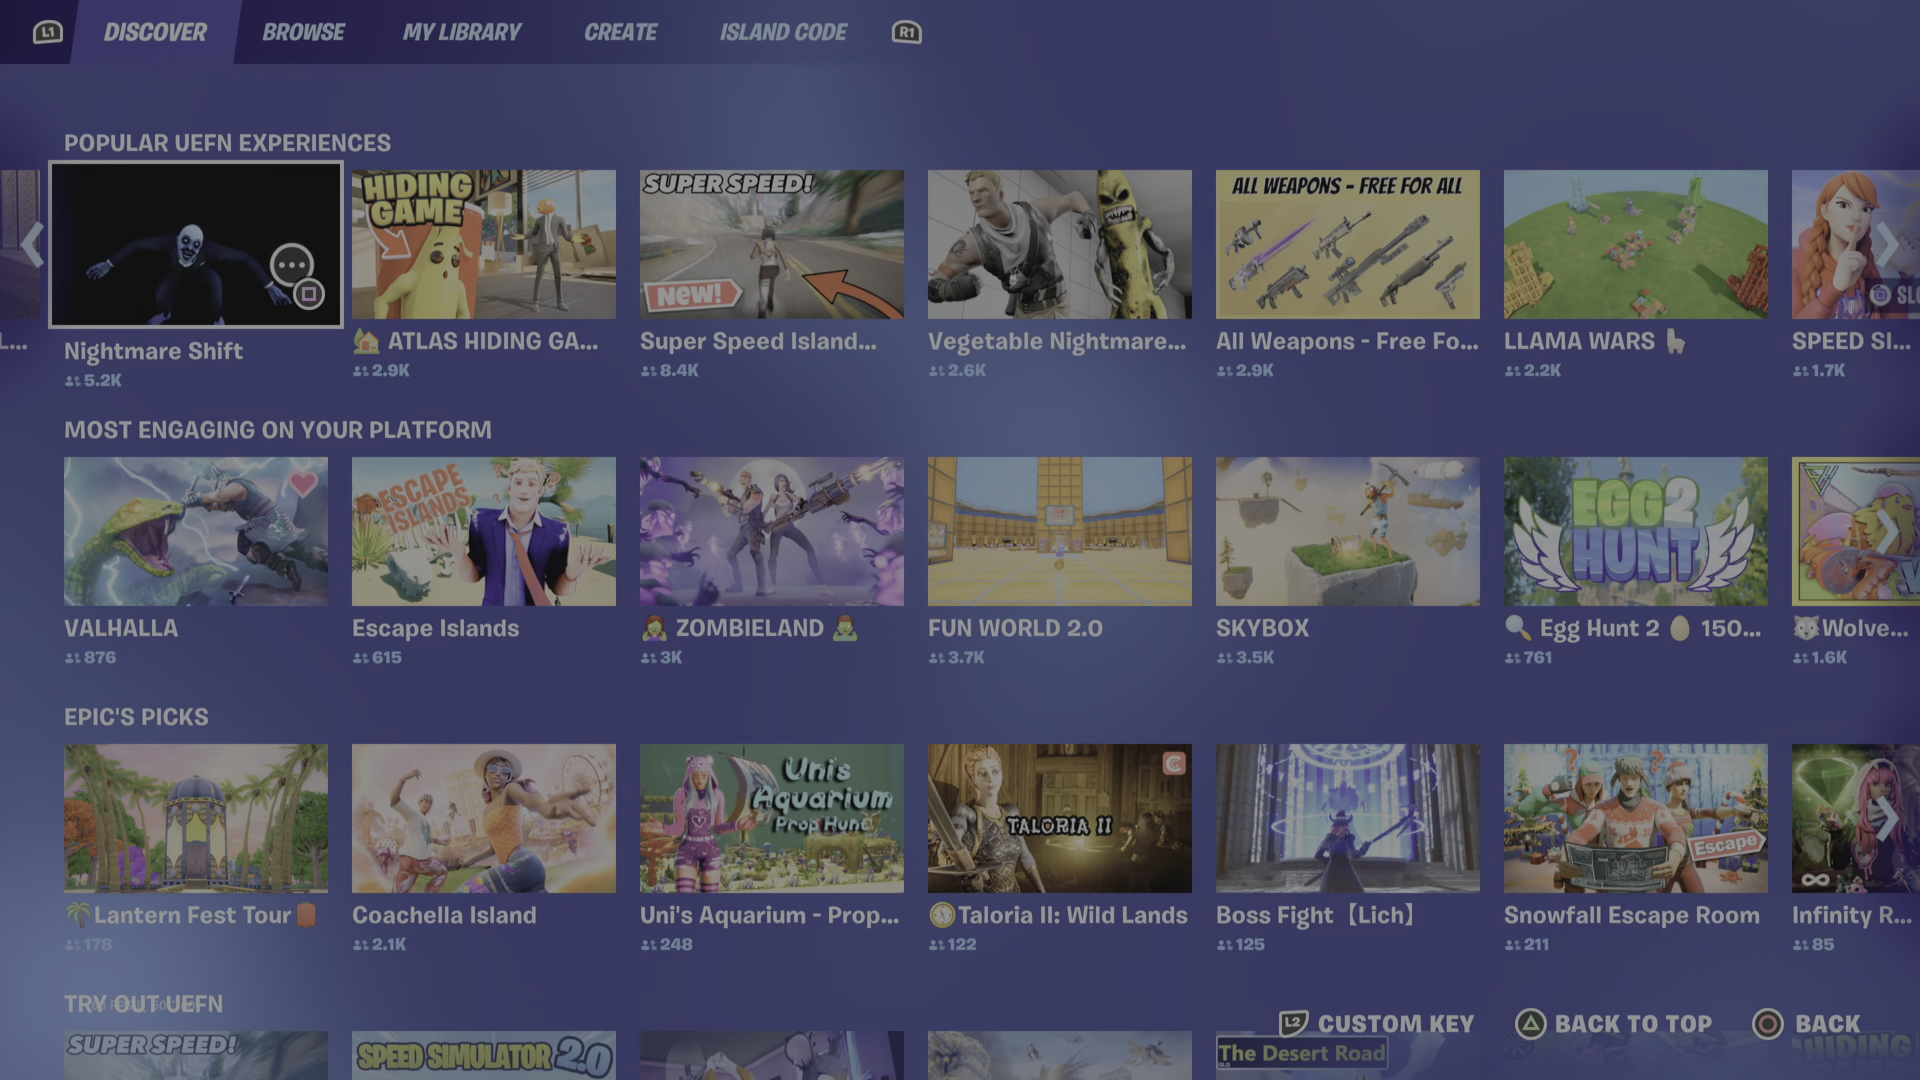 L1 DISCOVER BROWSE MY LIBRARY CREATE ISLAND CODE R1
POPULAR UEFN EXPERIENCES
HIDING
GAME
SUPER SPEED!
New!
ALL WEAPONS - FREE FOR ALL
SLO
L...
Nightmare Shift
🏠 ATLAS HIDING GA...
Super Speed Island...
Vegetable Nightmare...
All Weapons - Free Fo...
LLAMA WARS 🦙
SPEED SI...
5.2K
2.9K
8.4K
2.6K
2.9K
2.2K
1.7K
MOST ENGAGING ON YOUR PLATFORM
ESCAPE
ISLANDS
EGG
2
HUNT
VALHALLA
Escape Islands
🧟‍♀️ ZOMBIELAND 🧟‍♂️
FUN WORLD 2.0
SKYBOX
🔍 Egg Hunt 2 🥚 150...
🐺Wolve...
876
615
3K
3.7K
3.5K
761
1.6K
EPIC'S PICKS
Uni's
Aquarium
Prop Hunt
TALORIA II
Escape
🌴Lantern Fest Tour🏮
Coachella Island
Uni's Aquarium - Prop...
🧭Taloria II: Wild Lands
Boss Fight【Lich】
Snowfall Escape Room
Infinity R...
178
2.1K
248
122
125
211
85
TRY OUT UEFN
L2 CUSTOM KEY BACK TO TOP BACK
SUPER SPEED!
SPEED SIMULATOR 2.0
The Desert Road
HIDING